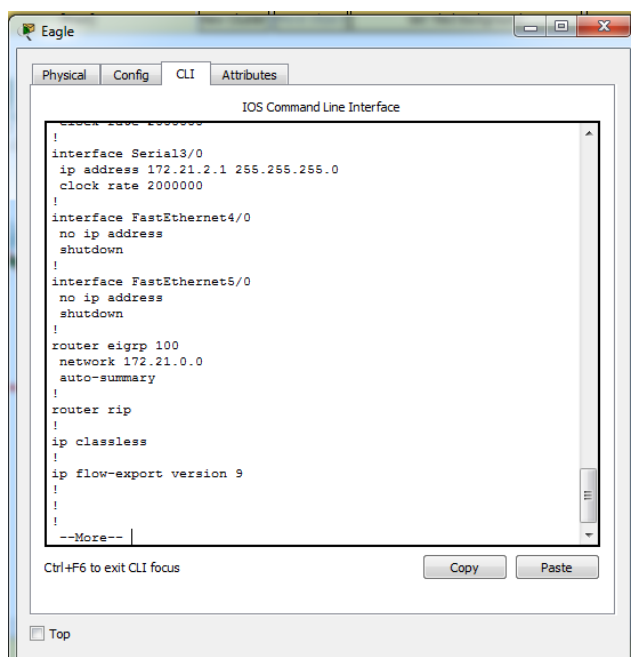 Eagle
Physical Config CLI Attributes
IOS Command Line Interface
!
interface Serial3/0
ip address 172.21.2.1 255.255.255.0
clock rate 2000000
!
interface FastEthernet4/0
no ip address
shutdown
!
interface FastEthernet5/0
no ip address
shutdown
!
router eigrp 100
network 172.21.0.0
auto-summary
!
router rip
!
ip classless
!
ip flow-export version 9
!
!
!
--More--
Ctrl+F6 to exit CLI focus Copy Paste
Top